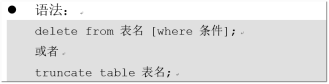 ● 语法：
delete from 表名 [where 条件];
或者
truncate table 表名;